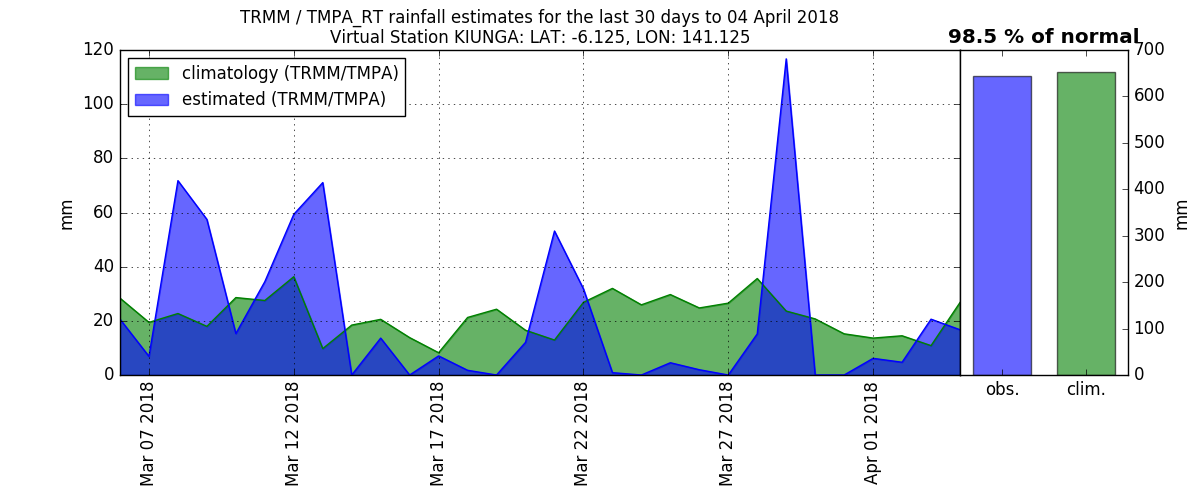 TRMM / TMPA_RT rainfall estimates for the last 30 days to 04 April 2018
Virtual Station KIUNGA: LAT: -6.125, LON: 141.125
98.5 % of normal
climatology (TRMM/TMPA)
estimated (TRMM/TMPA)
mm
120
100
80
60
40
20
0
Mar 07 2018
Mar 12 2018
Mar 17 2018
Mar 22 2018
Mar 27 2018
Apr 01 2018
obs.
clim.
700
600
500
400
300
200
100
0
mm